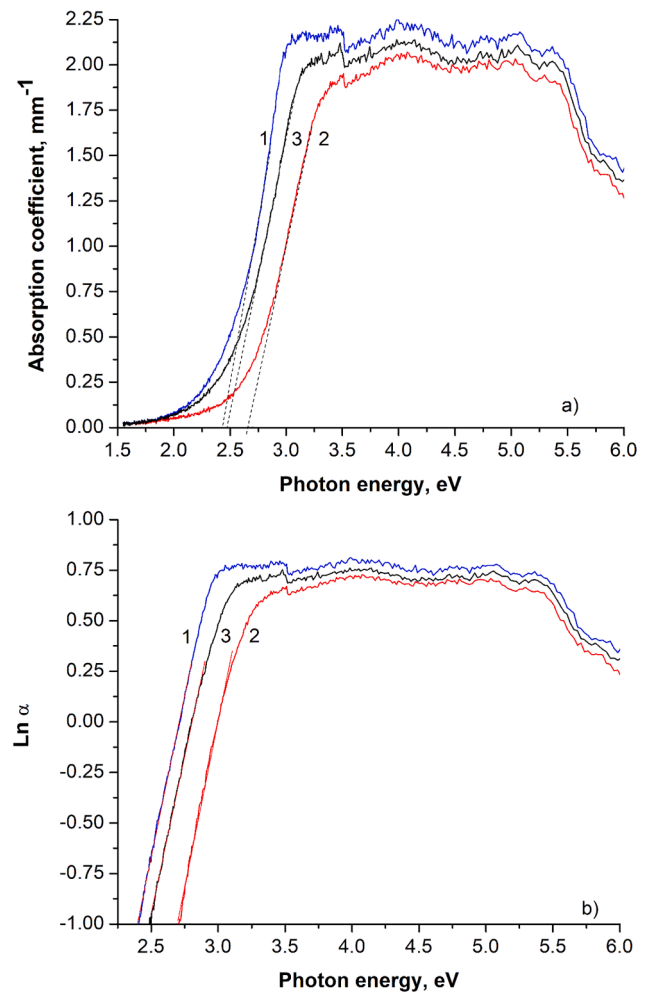 2.25
2.00
1.75
1.50
1.25
1.00
0.75
0.50
0.25
0.00
Absorption coefficient, mm⁻¹
1 3 2
a)
1.5 2.0 2.5 3.0 3.5 4.0 4.5 5.0 5.5 6.0
Photon energy, eV
1.00
0.75
0.50
0.25
0.00
-0.25
-0.50
-0.75
-1.00
Ln α
1 3 2
b)
2.5 3.0 3.5 4.0 4.5 5.0 5.5 6.0
Photon energy, eV